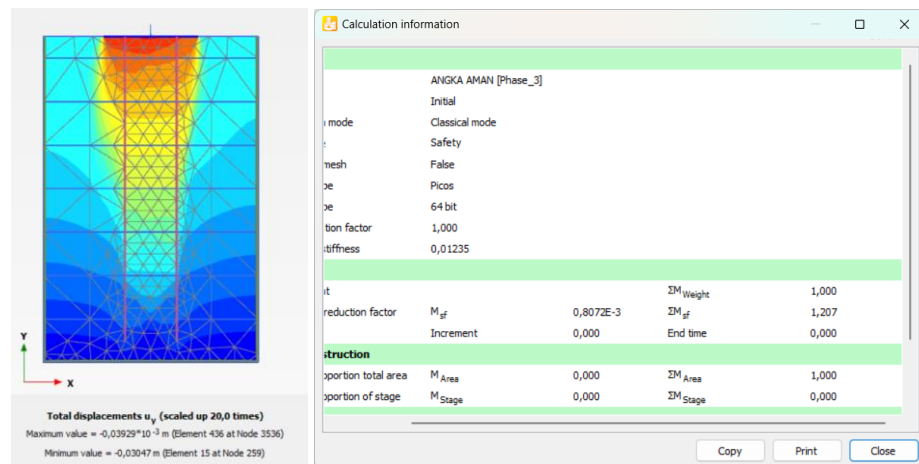 Y
X
Total displacements uy (scaled up 20,0 times)
Maximum value = -0,03929*10 -3 m (Element 436 at Node 3536)
Minimum value = -0,03047 m (Element 15 at Node 259)
Calculation information
ANGKA AMAN [Phase_3]
Initial
mode Classical mode
Safety
mesh False
Picos
64 bit
tion factor 1,000
stiffness 0,01235
ΣMWeight 1,000
reduction factor Msf 0,8072E-3 ΣMsf 1,207
Increment 0,000 End time 0,000
struction
oportion total area MArea 0,000 ΣMArea 1,000
oportion of stage MStage 0,000 ΣMStage 0,000
Copy Print Close